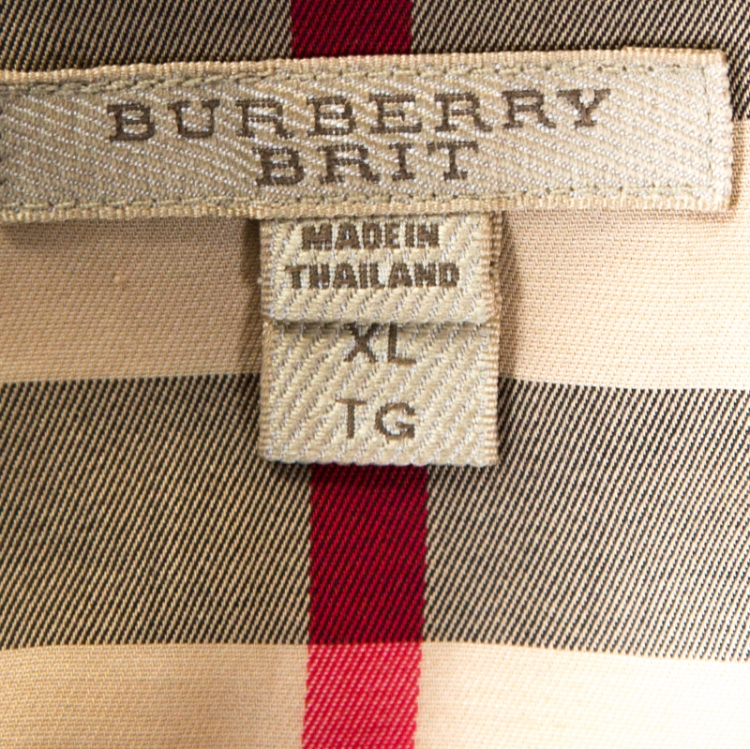 BURBERRY
BRIT
MADE IN
THAILAND
XL
TG